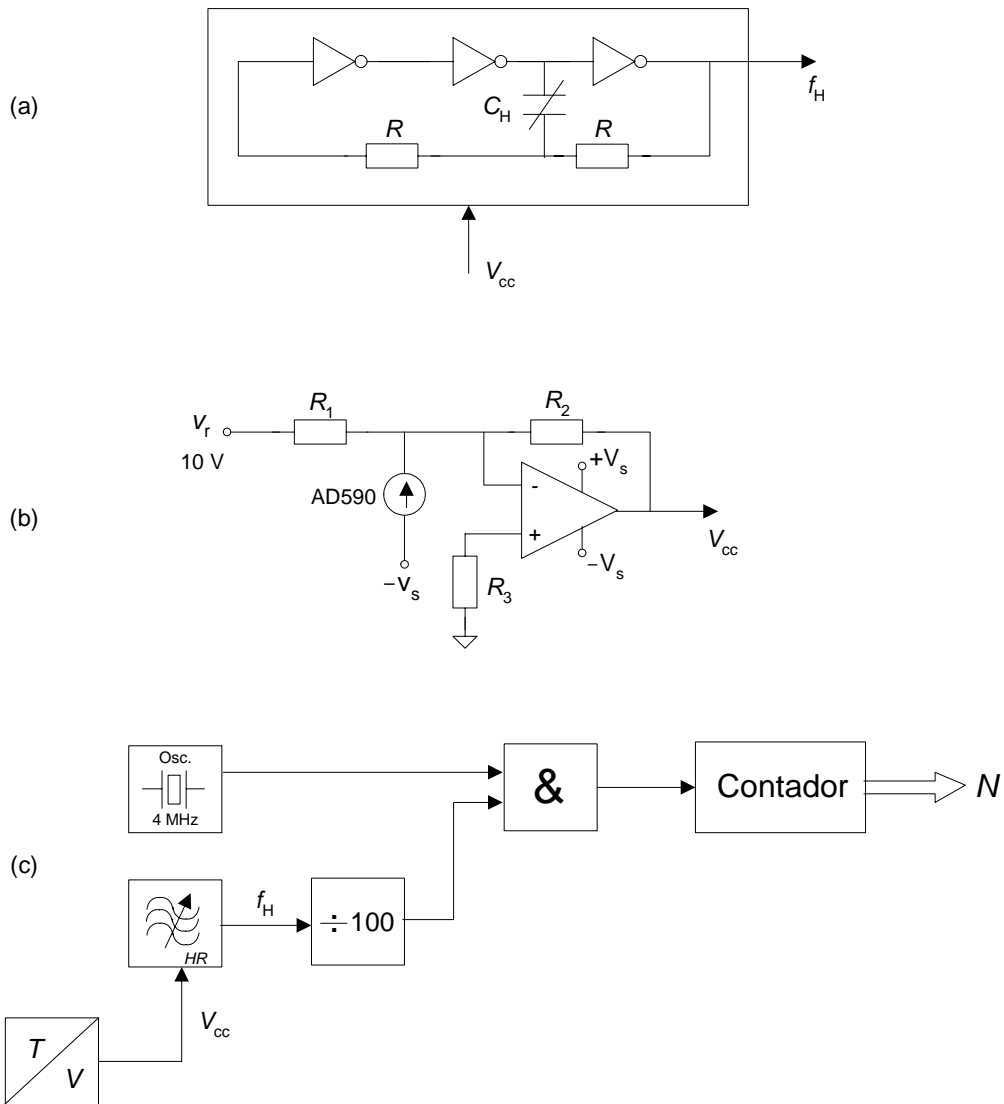 (a)
C_H
R
R
f_H
V_cc
(b)
v_r
10 V
R_1
R_2
AD590
−v_s
-
+
+V_s
−V_s
R_3
V_cc
(c)
Osc.
4 MHz
&
Contador
N
HR
f_H
÷100
V_cc
T
V